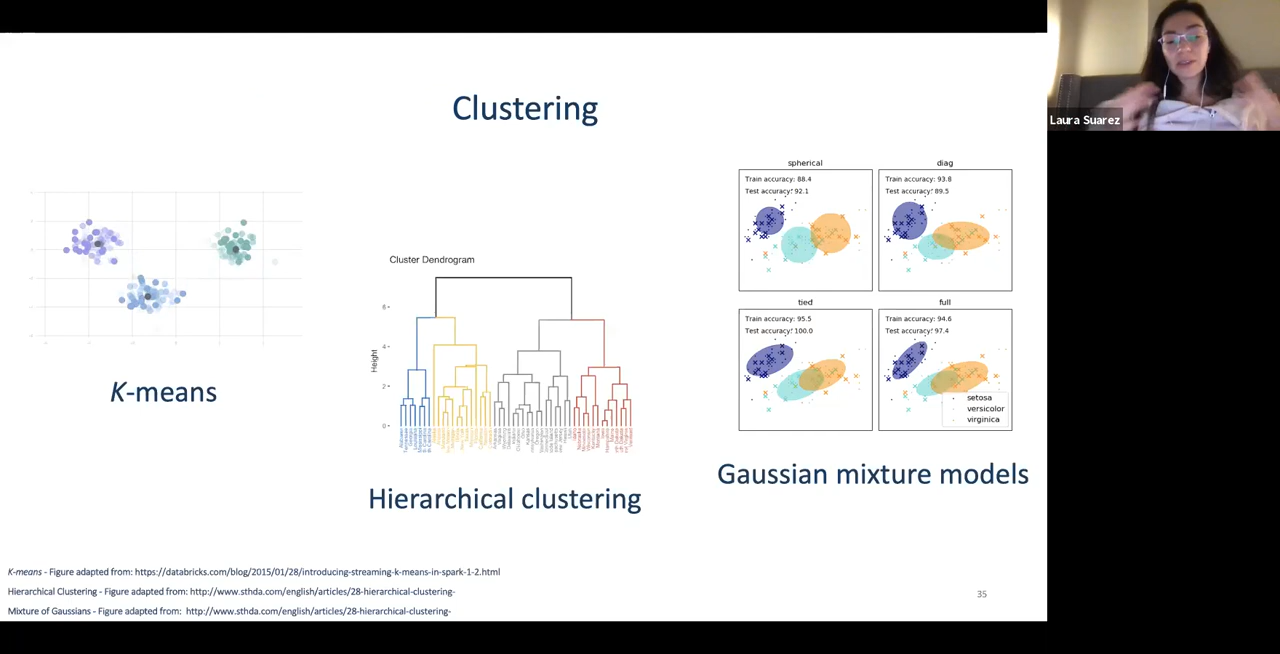 Clustering
Laura Suarez
K-means
Cluster Dendrogram
Height
6
4
2
0
Hierarchical clustering
spherical
Train accuracy: 88.4
Test accuracy: 92.1
diag
Train accuracy: 93.8
Test accuracy: 89.5
tied
Train accuracy: 95.5
Test accuracy: 100.0
full
Train accuracy: 94.6
Test accuracy: 97.4
setosa
versicolor
virginica
Gaussian mixture models
K-means - Figure adapted from: https://databricks.com/blog/2015/01/28/introducing-streaming-k-means-in-spark-1-2.html
Hierarchical Clustering - Figure adapted from: http://www.sthda.com/english/articles/28-hierarchical-clustering-
Mixture of Gaussians - Figure adapted from: http://www.sthda.com/english/articles/28-hierarchical-clustering-
35